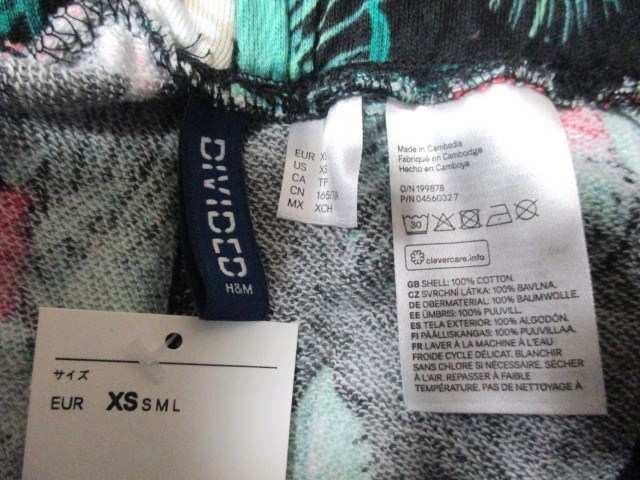 DIVIDED
H&M
EUR
US XS
CA TP
CN 165/
MX XCH
Made in Cambodia
Fabriqué en Cambodge
Hecho en Camboya
O/N 199878
P/N 04560327
30
clevercare.info
GB SHELL: 100% COTTON.
CZ SVRCHNÍ LÁTKA: 100% BAVLNA.
DE OBERMATERIAL: 100% BAUMWOLLE.
EE ÜMBRIS: 100% PUUVILL.
ES TELA EXTERIOR: 100% ALGODÓN.
FI PÄÄLLISKANGAS: 100% PUUVILLAA.
FR LAVER À LA MACHINE À L'EAU
FROIDE CYCLE DÉLICAT. BLANCHIR
SANS CHLORE SI NÉCESSAIRE. SÉCHER
À L'AIR. REPASSER À FAIBLE
TEMPÉRATURE. PAS DE NETTOYAGE À
サイズ
EUR XS S M L